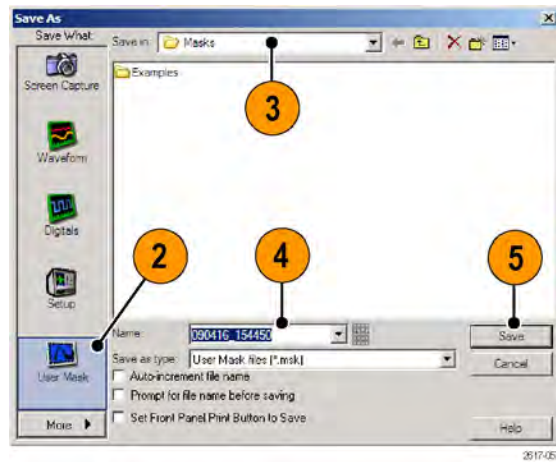 Save As
Save What:
Save in: Masks
Screen Capture
Examples
3
Waveform
Digitals
2
4
5
Setup
Name: 090416_154450
Save
Save as type: User Mask files (*.msk)
Cancel
User Mask
Auto-increment file name
Prompt for file name before saving
Set Front Panel Print Button to Save
More
Help
2617-05